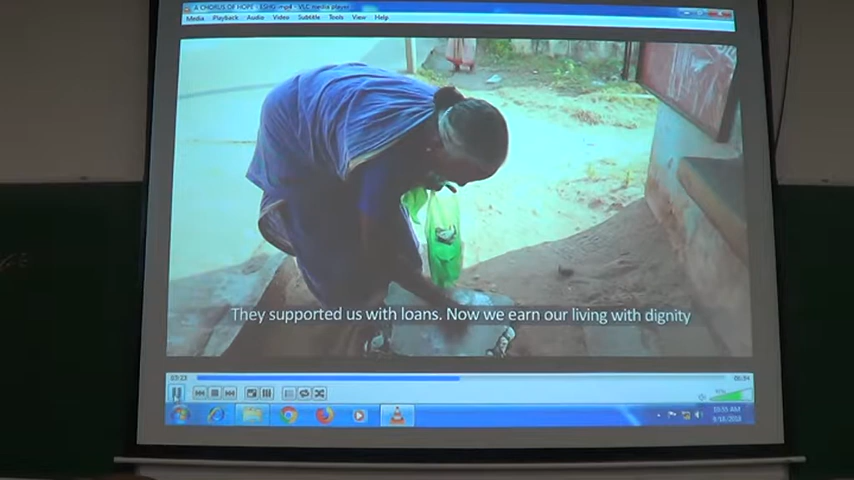 A CHORUS OF HOPE - ESHG .mp4 - VLC media player
Media Playback Audio Video Subtitle Tools View Help
They supported us with loans. Now we earn our living with dignity